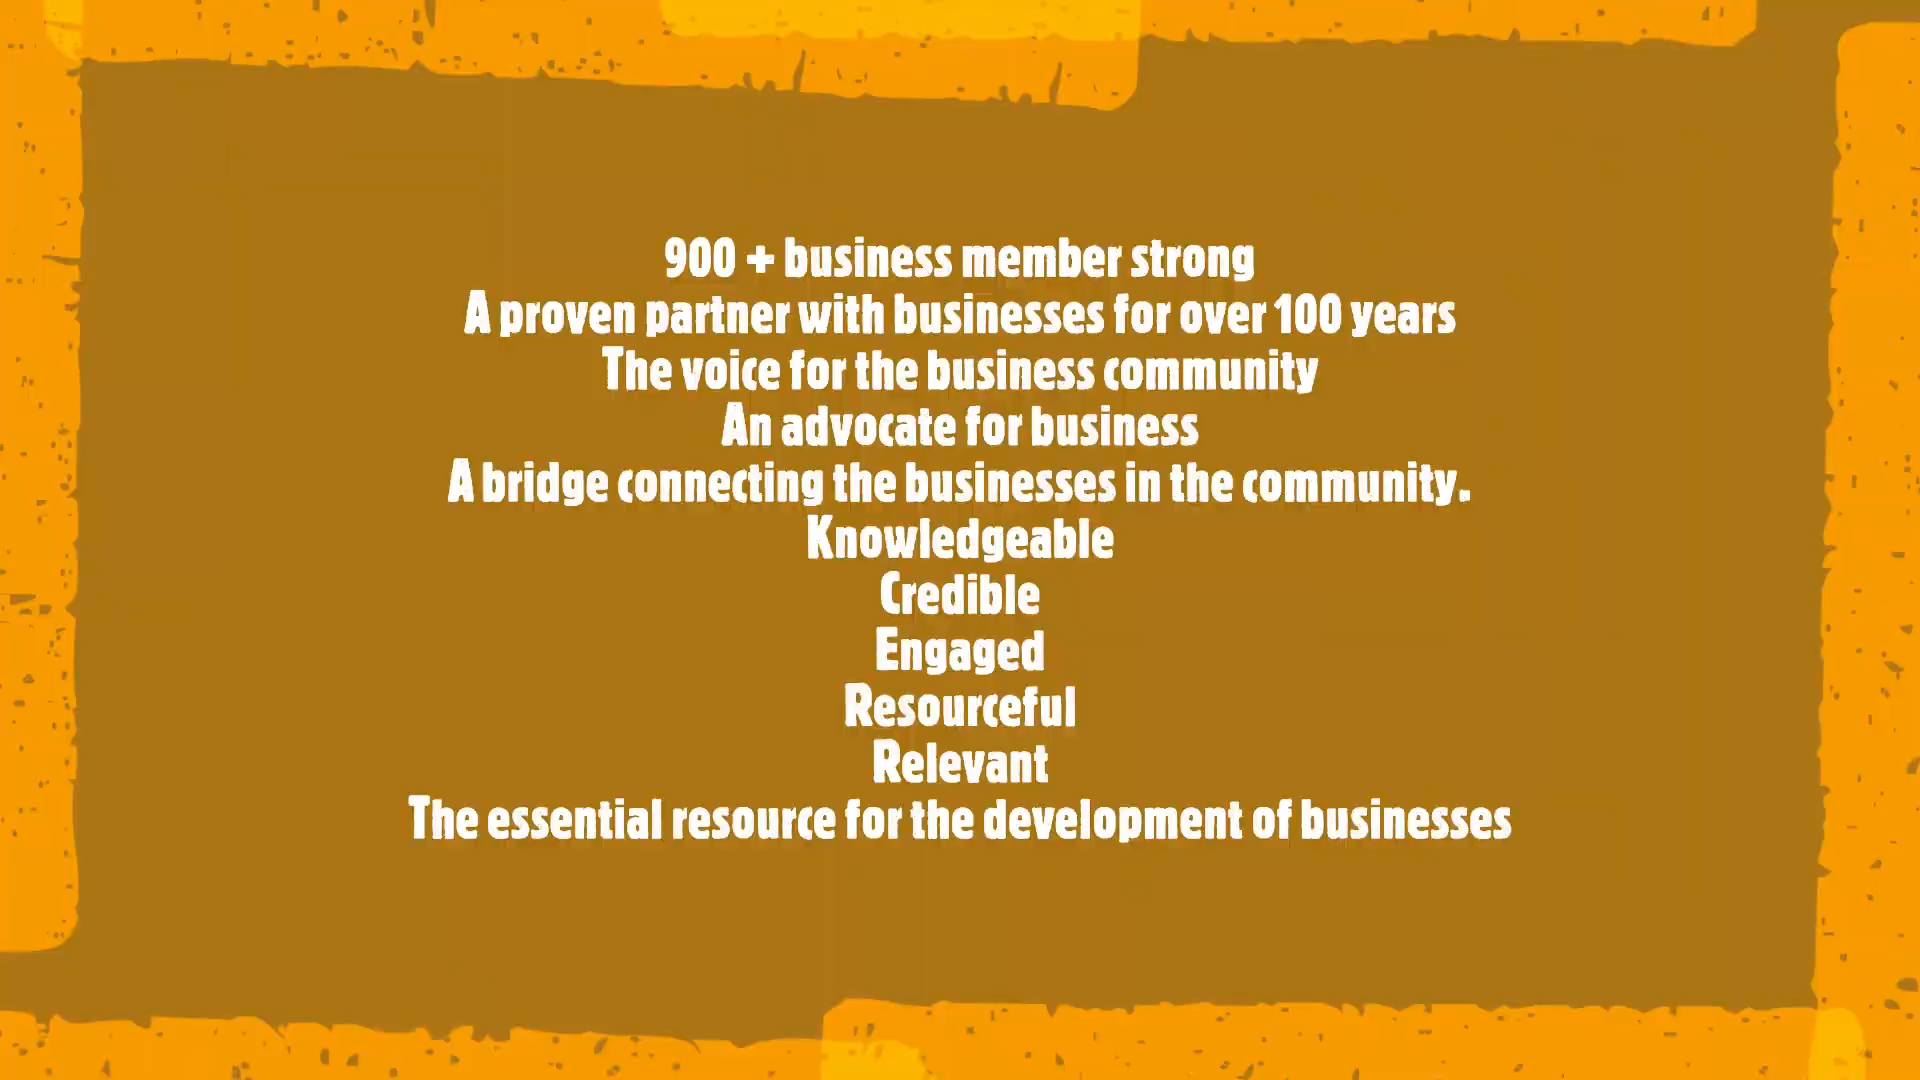 900 + business member strong
A proven partner with businesses for over 100 years
The voice for the business community
An advocate for business
A bridge connecting the businesses in the community.
Knowledgeable
Credible
Engaged
Resourceful
Relevant
The essential resource for the development of businesses